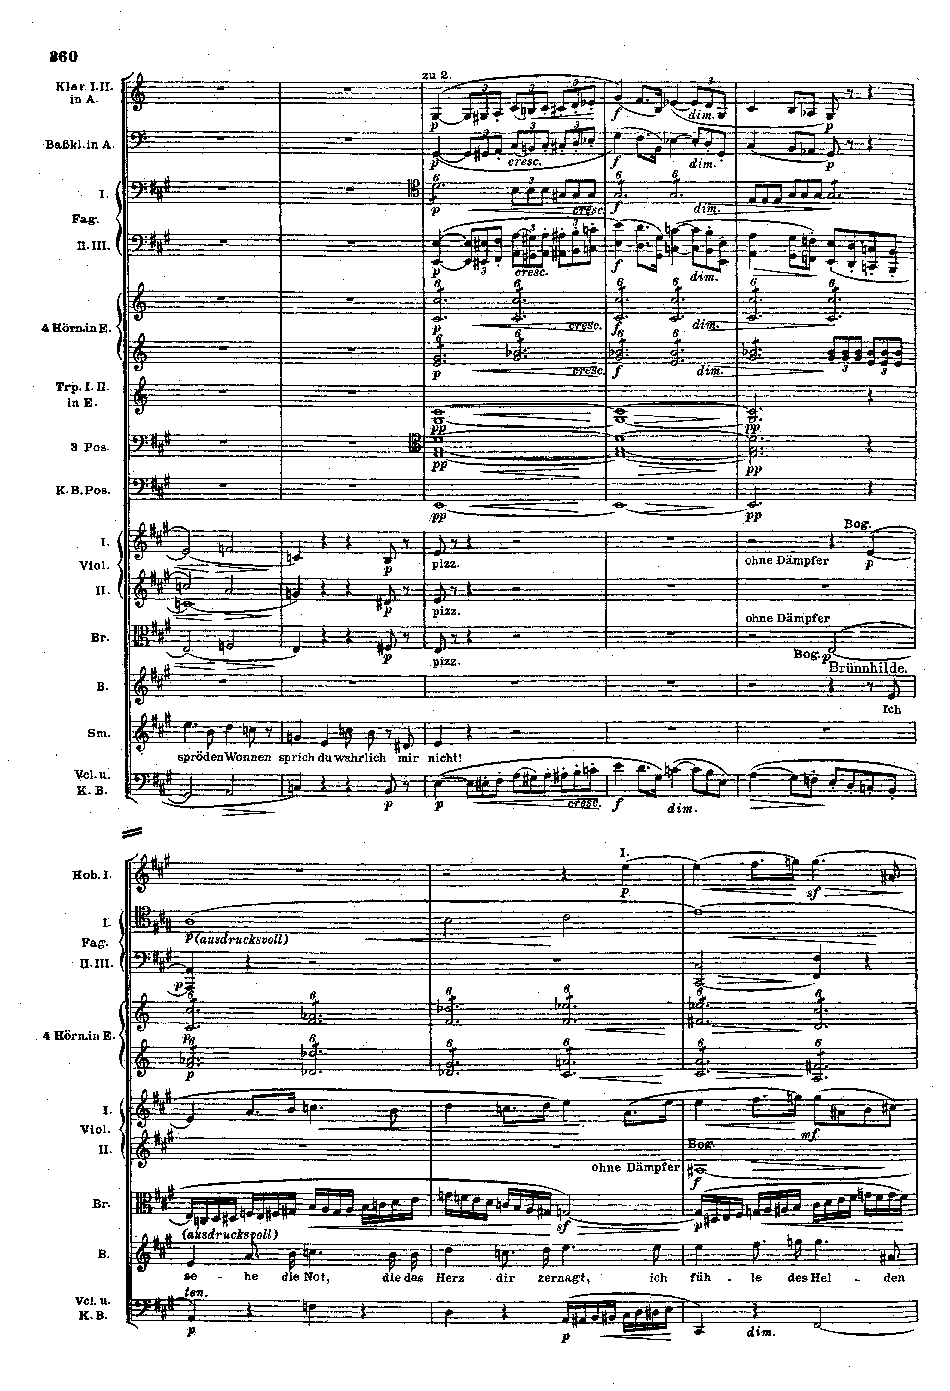 360
zu 2.
Klar. I. II.
in A.
p f dim. p
Baßkl. in A.
p cresc. f dim. p
I.
p cresc. f dim.
Fag.
II. III.
p cresc. f dim.
4 Hörn. in E.
p cresc. f dim.
p cresc. f dim.
Trp. I. II.
in E.
pp pp
3 Pos.
pp pp
K. B. Pos.
pp pp
Bog.
I.
p pizz. ohne Dämpfer p
Viol.
II.
p pizz.
ohne Dämpfer
Br.
p pizz. Bog. p
Brünnhilde.
B.
Ich
Sm.
spröden Wonnen sprich du wahrlich mir nicht!
Vcl. u.
K. B.
p p cresc. f dim.
I.
Hob. I.
p sf
I.
p (ausdrucksvoll)
Fag.
II. III.
p
4 Hörn. in E.
p
p
I.
mf
Viol.
II.
Bog.
ohne Dämpfer
f
Br.
(ausdrucksvoll) sf p
B.
se - he die Not, die des Herz dir zernagt, ich füh - le des Hel - den
ten.
Vcl. u.
K. B.
p p dim.